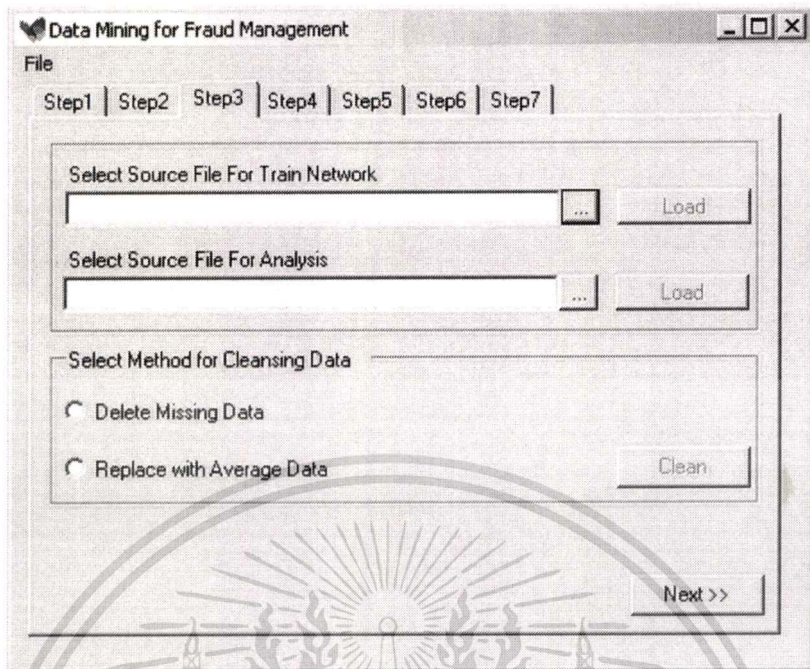 Data Mining for Fraud Management
File
Step1 Step2 Step3 Step4 Step5 Step6 Step7
Select Source File For Train Network
... Load
Select Source File For Analysis
... Load
Select Method for Cleansing Data
Delete Missing Data
Replace with Average Data Clean
Next >>